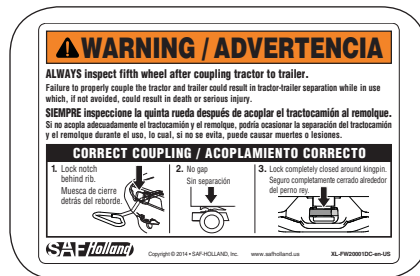 WARNING / ADVERTENCIA
ALWAYS inspect fifth wheel after coupling tractor to trailer.
Failure to properly couple the tractor and trailer could result in tractor-trailer separation while in use
which, if not avoided, could result in death or serious injury.
SIEMPRE inspeccione la quinta rueda después de acoplar el tractocamión al remolque.
Si no acopla adecuadamente el tractocamión y el remolque, podría ocasionar la separación del tractocamión
y el remolque durante el uso, lo cual, si no se evita, puede causar muertes o lesiones.
CORRECT COUPLING / ACOPLAMIENTO CORRECTO
1. Lock notch
behind rib.
Muesca de cierre
detrás del reborde.
2. No gap
Sin separación
3. Lock completely closed around kingpin.
Seguro completamente cerrado alrededor
del perno rey.
SAF Holland Copyright © 2014 • SAF-HOLLAND, Inc. www.safholland.us XL-FW20001DC-en-US